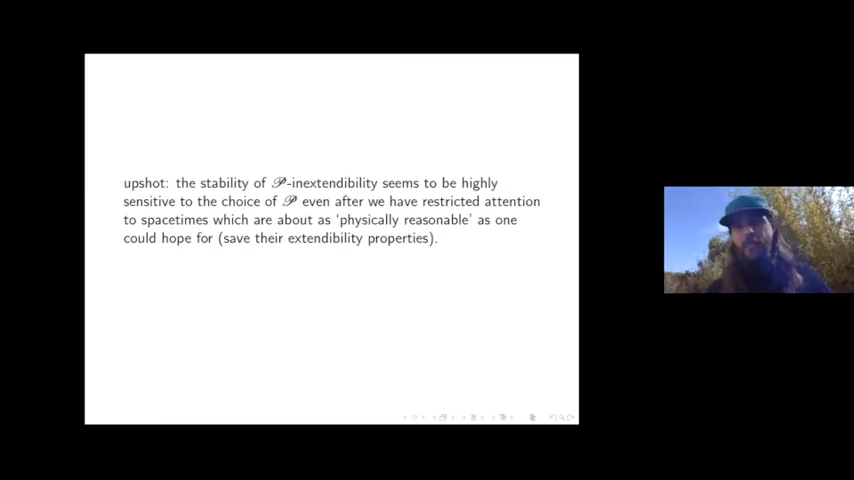 upshot: the stability of 𝒫-inextendibility seems to be highly
sensitive to the choice of 𝒫 even after we have restricted attention
to spacetimes which are about as ‘physically reasonable’ as one
could hope for (save their extendibility properties).